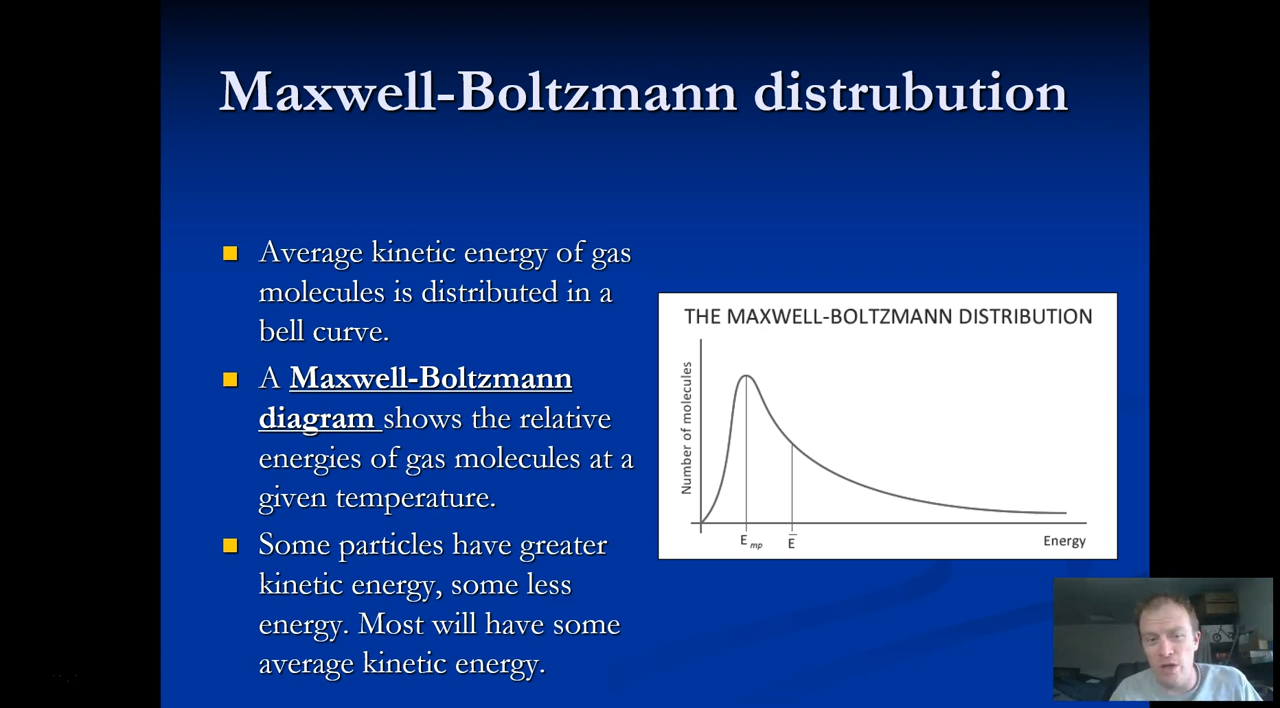 Maxwell-Boltzmann distrubution
Average kinetic energy of gas
molecules is distributed in a
bell curve.
A Maxwell-Boltzmann
diagram shows the relative
energies of gas molecules at a
given temperature.
Some particles have greater
kinetic energy, some less
energy. Most will have some
average kinetic energy.
THE MAXWELL-BOLTZMANN DISTRIBUTION
Number of molecules
E mp
E̅
Energy